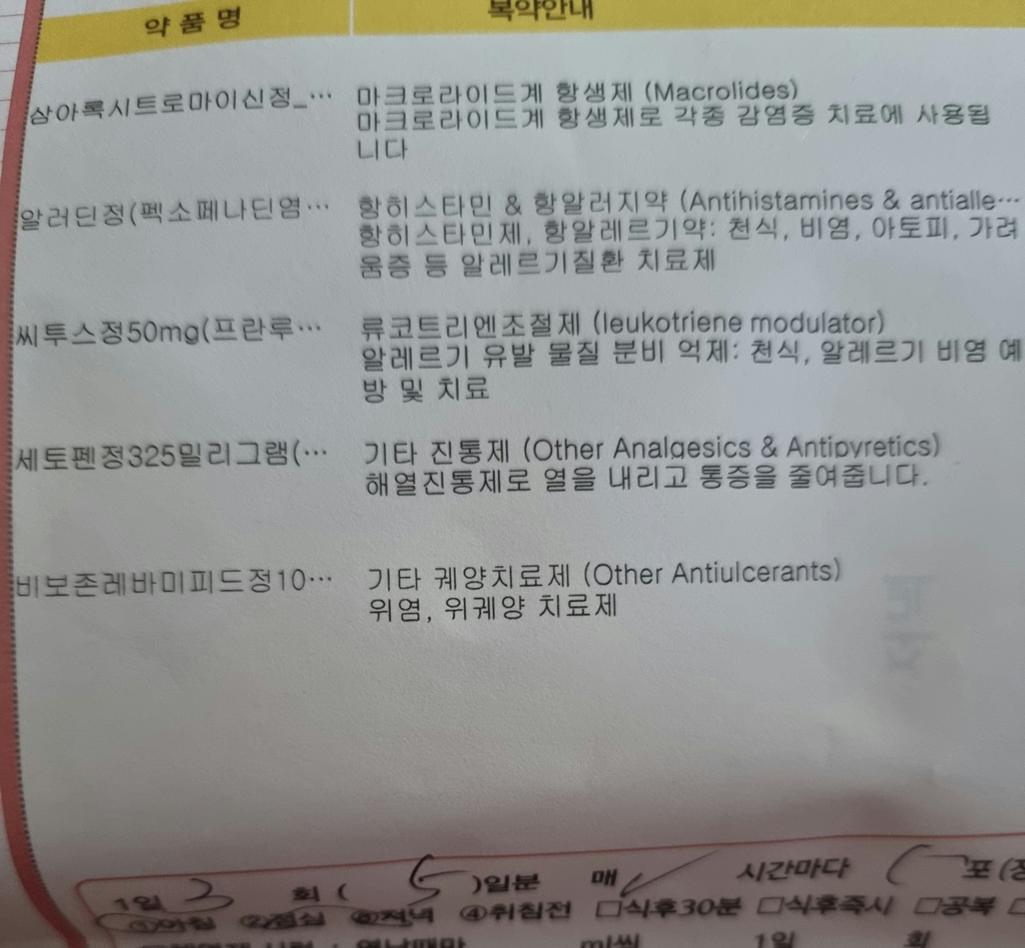 약 품 명 복약안내
삼아록시트로마이신정_… 마크로라이드계 항생제 (Macrolides)
마크로라이드계 항생제로 각종 감염증 치료에 사용됩
니다
알러딘정(펙소페나딘염… 항히스타민 & 항알러지약 (Antihistamines & antialle…
항히스타민제, 항알레르기약: 천식, 비염, 아토피, 가려
움증 등 알레르기질환 치료제
씨투스정50mg(프란루… 류코트리엔조절제 (leukotriene modulator)
알레르기 유발 물질 분비 억제: 천식, 알레르기 비염 예
방 및 치료
세토펜정325밀리그램(… 기타 진통제 (Other Analgesics & Antipyretics)
해열진통제로 열을 내리고 통증을 줄여줍니다.
비보존레바미피드정10… 기타 궤양치료제 (Other Antiulcerants)
위염, 위궤양 치료제
1일 3 회 ( 5 )일분 매 시간마다 ( 포 (정
①아침 ②점심 ③저녁 ④취침전 □식후30분 □식후즉시 □공복
ml씩 1일 회